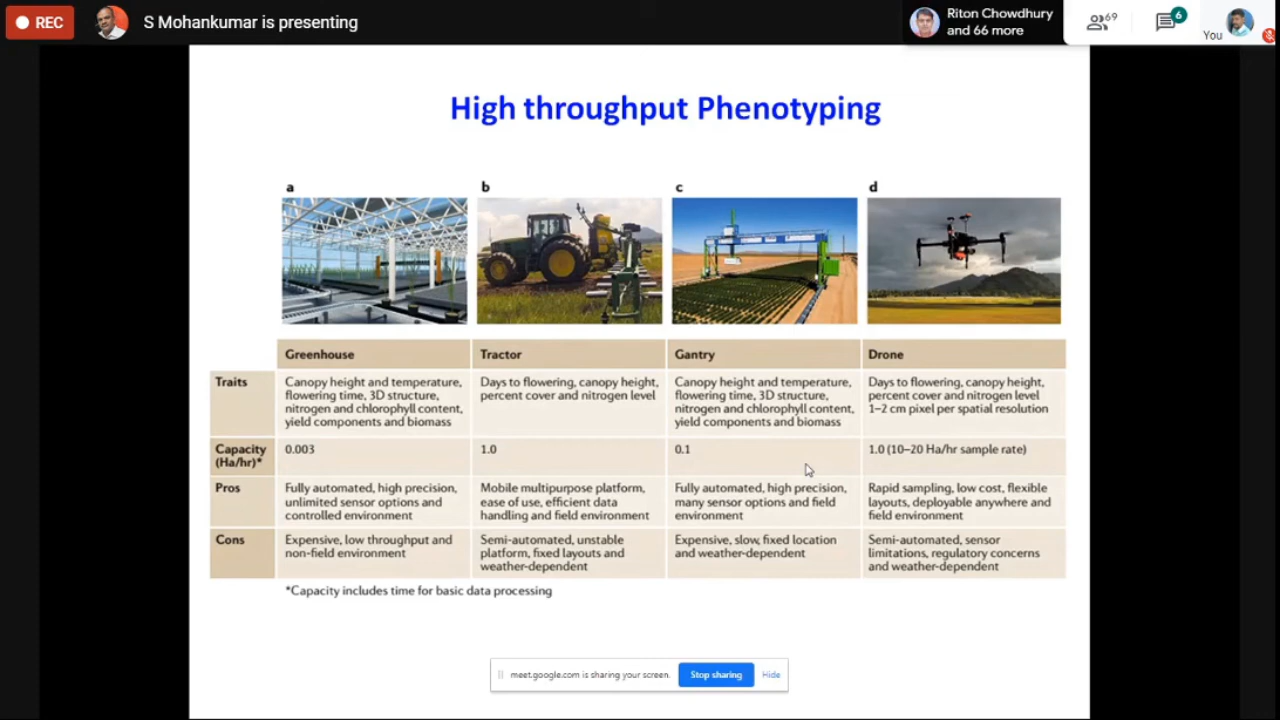 REC
S Mohankumar is presenting
Riton Chowdhury
and 66 more
69
6
You
High throughput Phenotyping
a
b
c
d
Greenhouse
Tractor
Gantry
Drone
Traits
Canopy height and temperature,
flowering time, 3D structure,
nitrogen and chlorophyll content,
yield components and biomass
Days to flowering, canopy height,
percent cover and nitrogen level
Canopy height and temperature,
flowering time, 3D structure,
nitrogen and chlorophyll content,
yield components and biomass
Days to flowering, canopy height,
percent cover and nitrogen level
1–2 cm pixel per spatial resolution
Capacity
(Ha/hr)*
0.003
1.0
0.1
1.0 (10–20 Ha/hr sample rate)
Pros
Fully automated, high precision,
unlimited sensor options and
controlled environment
Mobile multipurpose platform,
ease of use, efficient data
handling and field environment
Fully automated, high precision,
many sensor options and field
environment
Rapid sampling, low cost, flexible
layouts, deployable anywhere and
field environment
Cons
Expensive, low throughput and
non-field environment
Semi-automated, unstable
platform, fixed layouts and
weather-dependent
Expensive, slow, fixed location
and weather-dependent
Semi-automated, sensor
limitations, regulatory concerns
and weather-dependent
*Capacity includes time for basic data processing
meet.google.com is sharing your screen.
Stop sharing
Hide